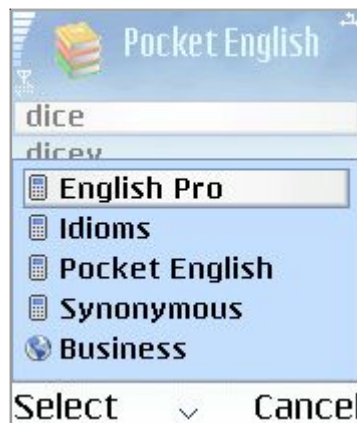 Pocket English
dice
dicey
English Pro
Idioms
Pocket English
Synonymous
Business
Select
Cancel